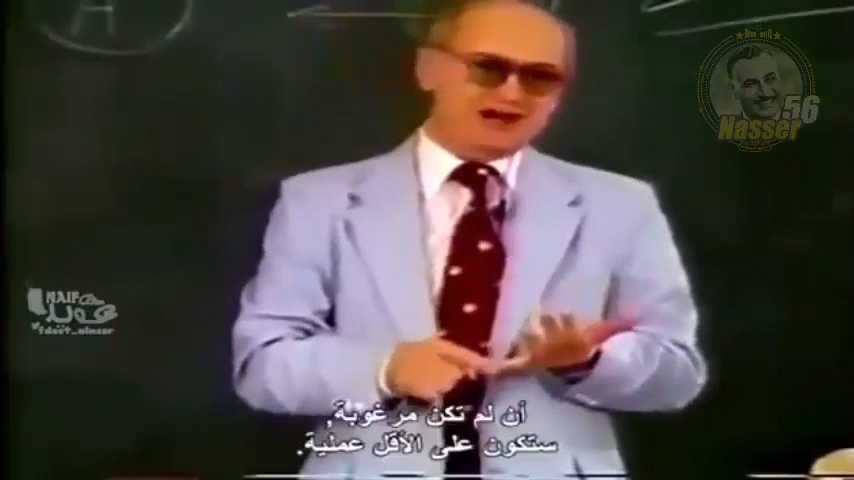 A
56
Nasser
NAIF
أن لم تكن مرغوبة,
ستكون على الأقل عملية.